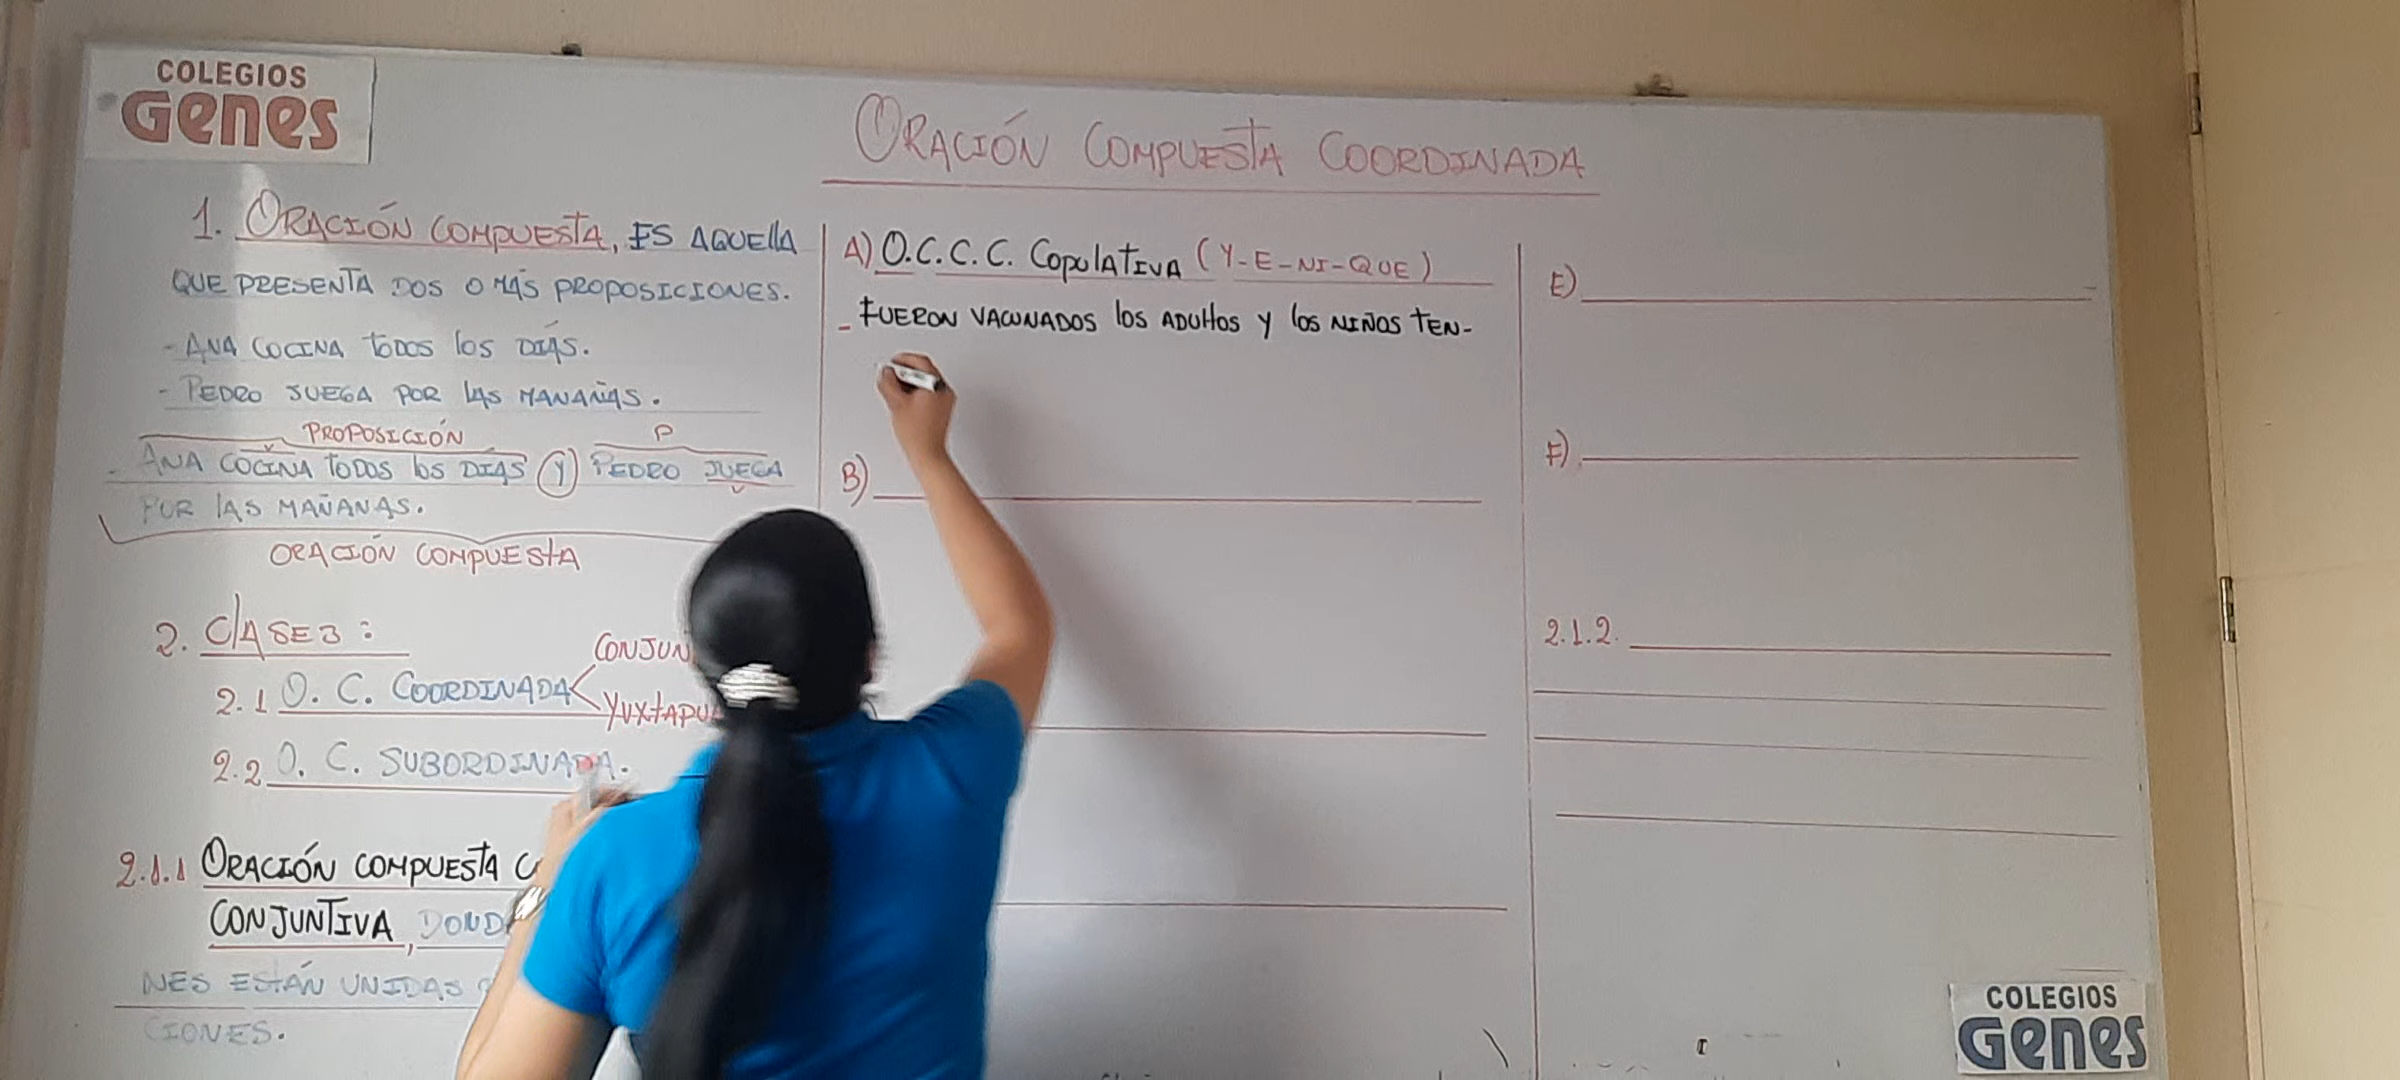 COLEGIOS
Genes
ORACIÓN COMPUESTA COORDINADA
1. ORACIÓN COMPUESTA, ES AQUELLA
QUE PRESENTA DOS O MÁS PROPOSICIONES.
- ANA COCINA TODOS LOS DÍAS.
- PEDRO JUEGA POR LAS MAÑANAS.
PROPOSICIÓN P
- ANA COCINA TODOS LOS DÍAS Y PEDRO JUEGA
V V
POR LAS MAÑANAS.
ORACIÓN COMPUESTA
2. CLASES:
CONJUN
2.1 O. C. COORDINADA
YUXTAPU
2.2 O. C. SUBORDINADA.
2.1.1 ORACIÓN COMPUESTA C
CONJUNTIVA, DOND
NES ESTÁN UNIDAS
CIONES.
A) O.C.C.C. COPULATIVA (Y-E-NI-QUE)
- FUERON VACUNADOS LOS ADULTOS Y LOS NIÑOS TEN-
B)
E)
F)
2.1.2.
COLEGIOS
Genes